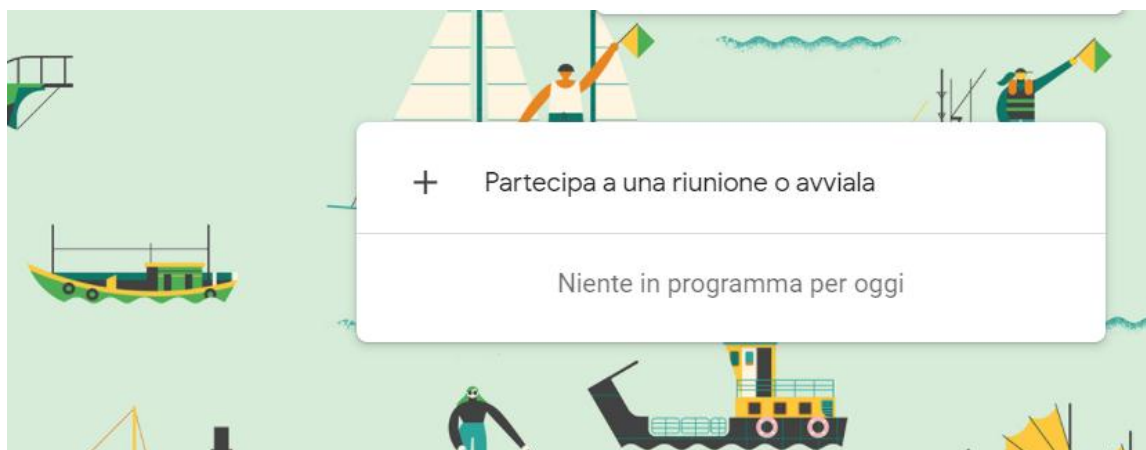 Partecipa a una riunione o avviala
Niente in programma per oggi